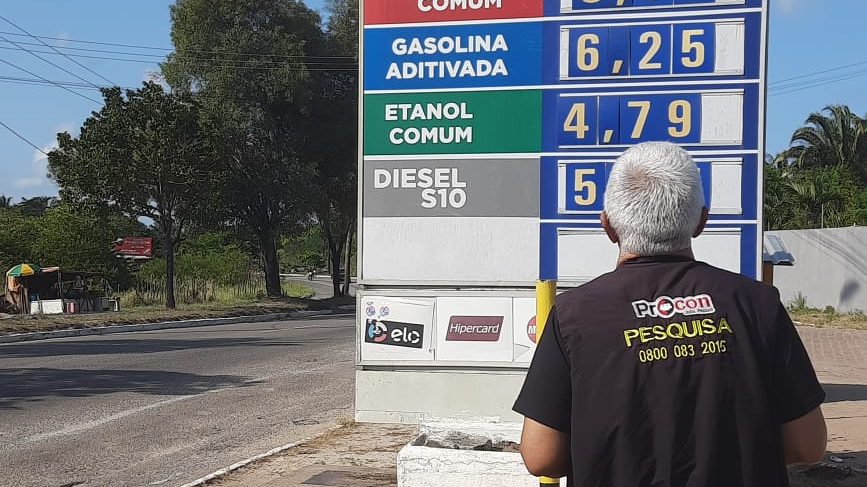 COMUM
GASOLINA
ADITIVADA
6,25
ETANOL
COMUM
4,79
DIESEL
S10
5
elo
Hipercard
PROCON
PESQUISA
0800 083 2015